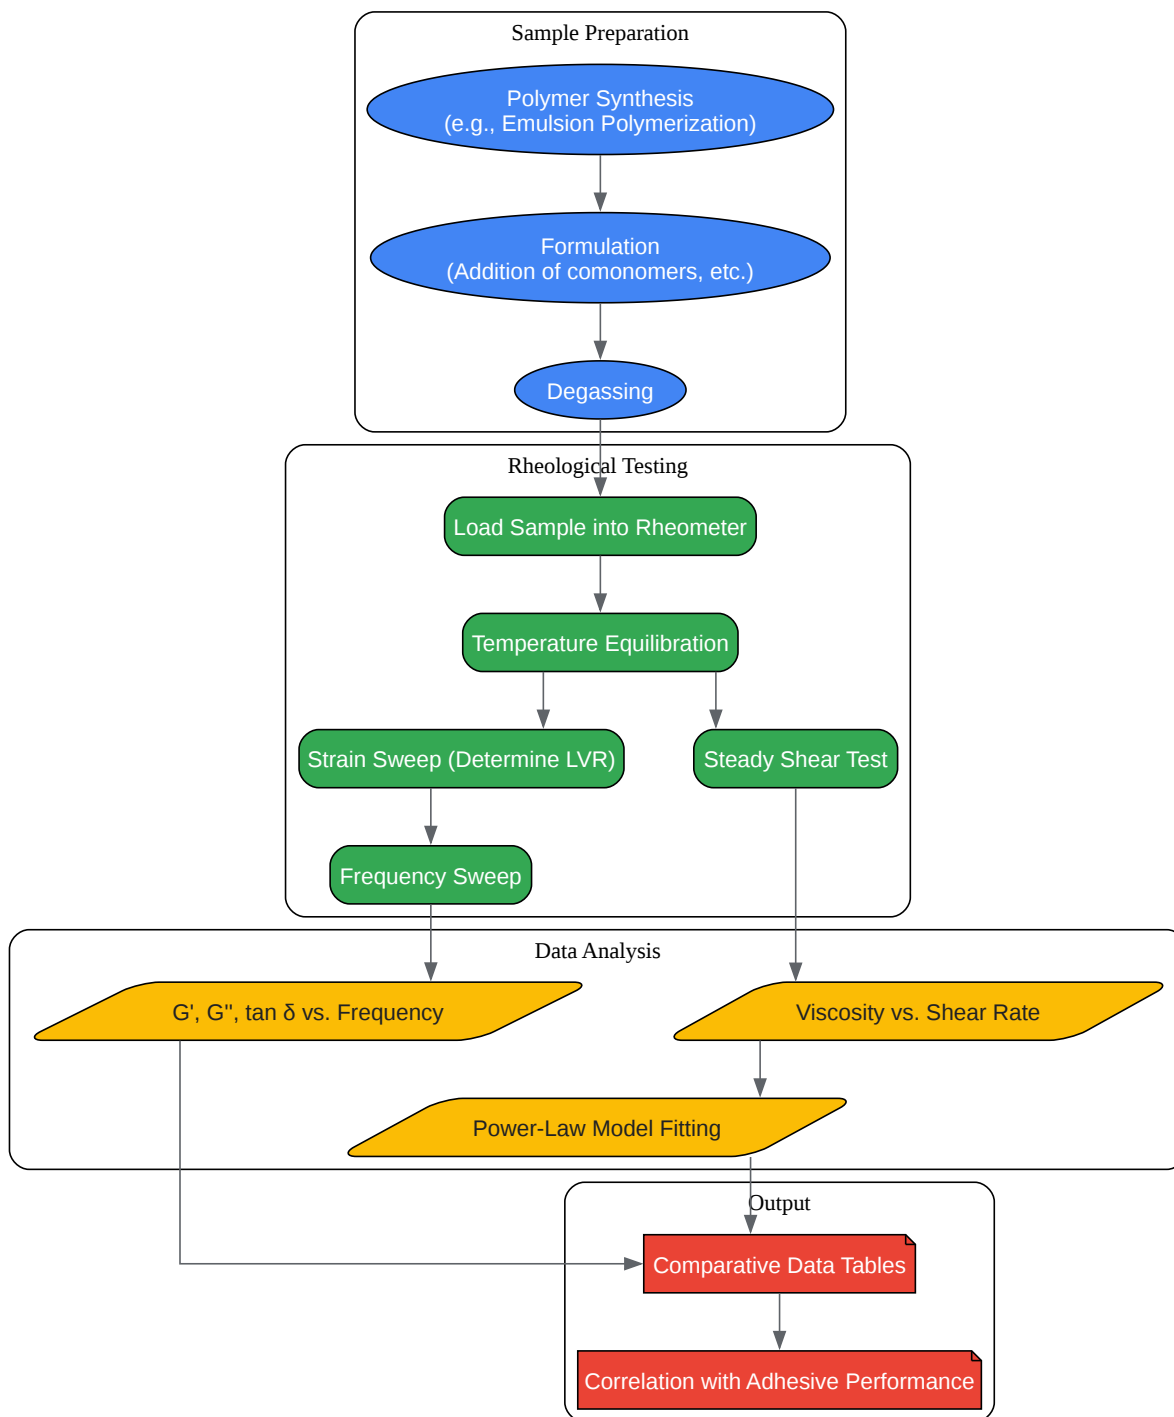 Sample Preparation
Polymer Synthesis
(e.g., Emulsion Polymerization)
Formulation
(Addition of comonomers, etc.)
Degassing
Rheological Testing
Load Sample into Rheometer
Temperature Equilibration
Strain Sweep (Determine LVR)
Steady Shear Test
Frequency Sweep
Data Analysis
G', G'', tan δ vs. Frequency
Viscosity vs. Shear Rate
Power-Law Model Fitting
Output
Comparative Data Tables
Correlation with Adhesive Performance